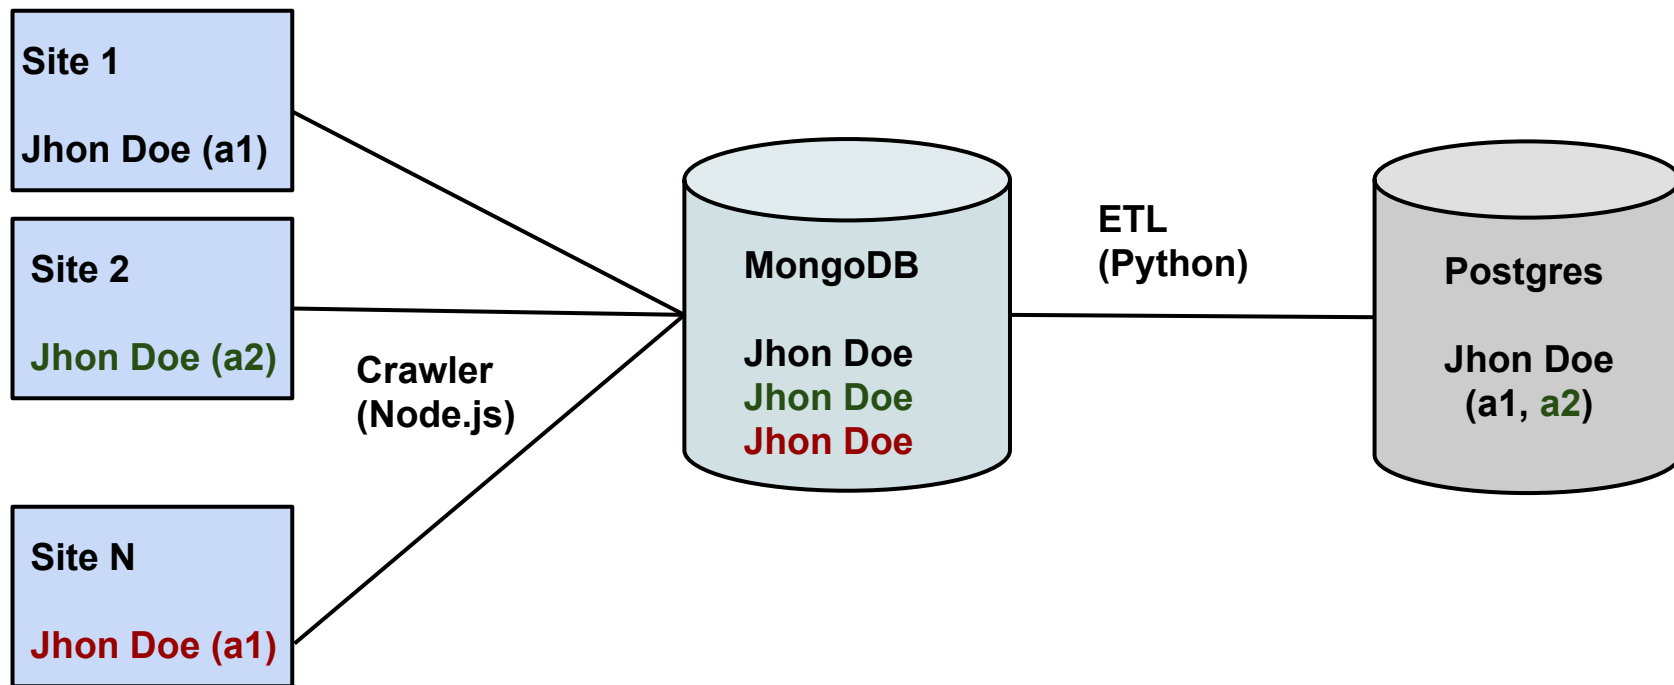 Site 1
Jhon Doe (a1)
Site 2
Jhon Doe (a2)
Site N
Jhon Doe (a1)
Crawler
(Node.js)
MongoDB
Jhon Doe
Jhon Doe
Jhon Doe
ETL
(Python)
Postgres
Jhon Doe
(a1, a2)